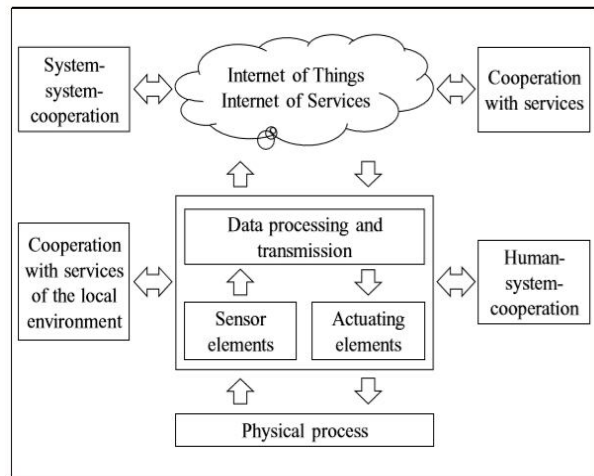 System-
system-
cooperation
Internet of Things
Internet of Services
Cooperation
with services
Cooperation
with services
of the local
environment
Data processing and
transmission
Human-
system-
cooperation
Sensor
elements
Actuating
elements
Physical process